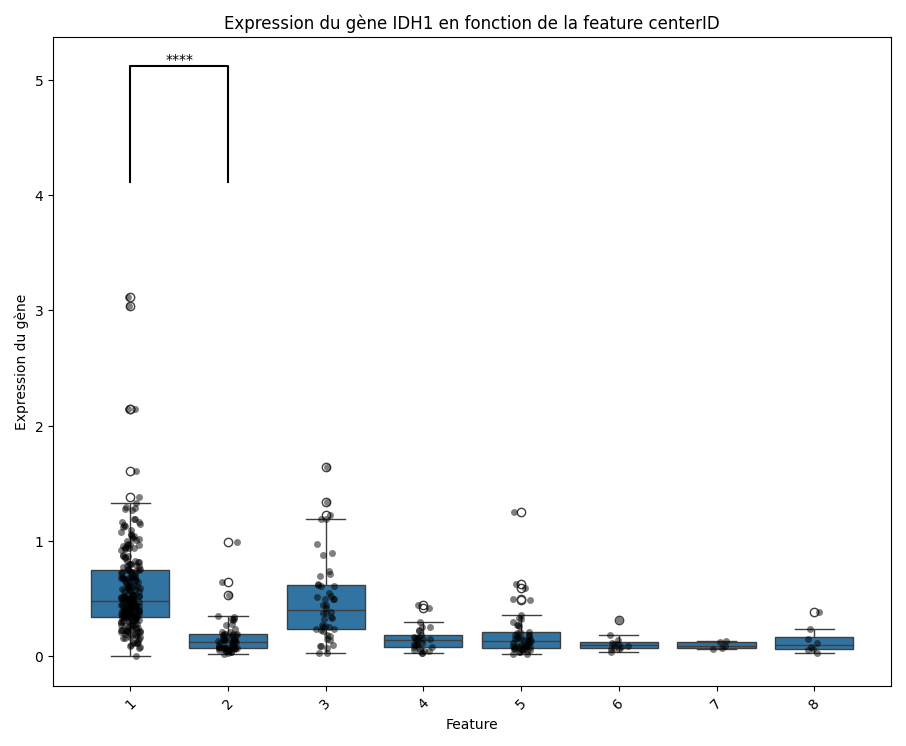 Expression du gène IDH1 en fonction de la feature centerID
****
5
4
3
2
1
0
Expression du gène
1 2 3 4 5 6 7 8
Feature